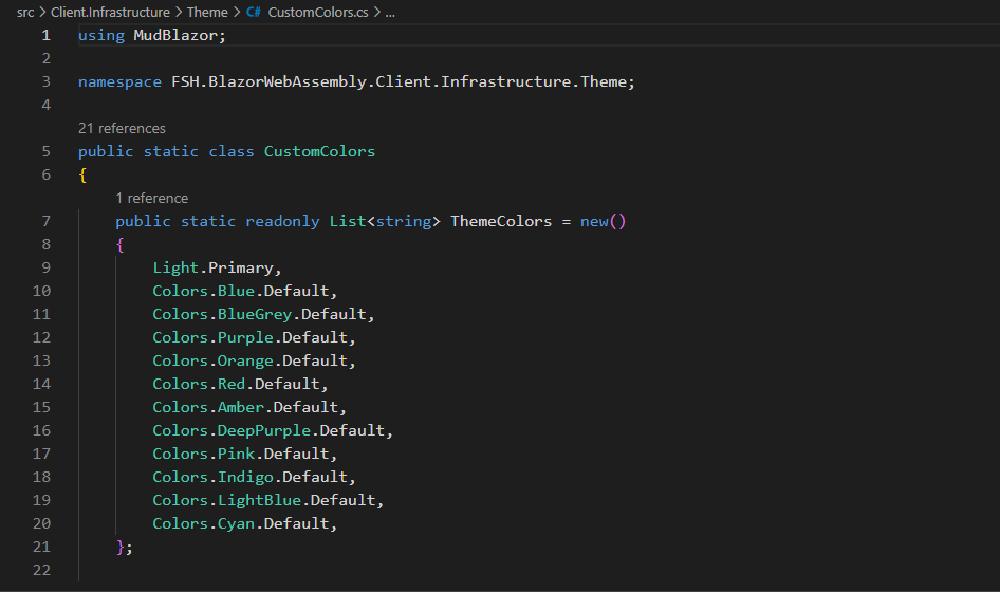 src > Client.Infrastructure > Theme > C# CustomColors.cs > ...
1 using MudBlazor;
2
3 namespace FSH.BlazorWebAssembly.Client.Infrastructure.Theme;
4
21 references
5 public static class CustomColors
6 {
1 reference
7 public static readonly List<string> ThemeColors = new()
8 {
9 Light.Primary,
10 Colors.Blue.Default,
11 Colors.BlueGrey.Default,
12 Colors.Purple.Default,
13 Colors.Orange.Default,
14 Colors.Red.Default,
15 Colors.Amber.Default,
16 Colors.DeepPurple.Default,
17 Colors.Pink.Default,
18 Colors.Indigo.Default,
19 Colors.LightBlue.Default,
20 Colors.Cyan.Default,
21 };
22